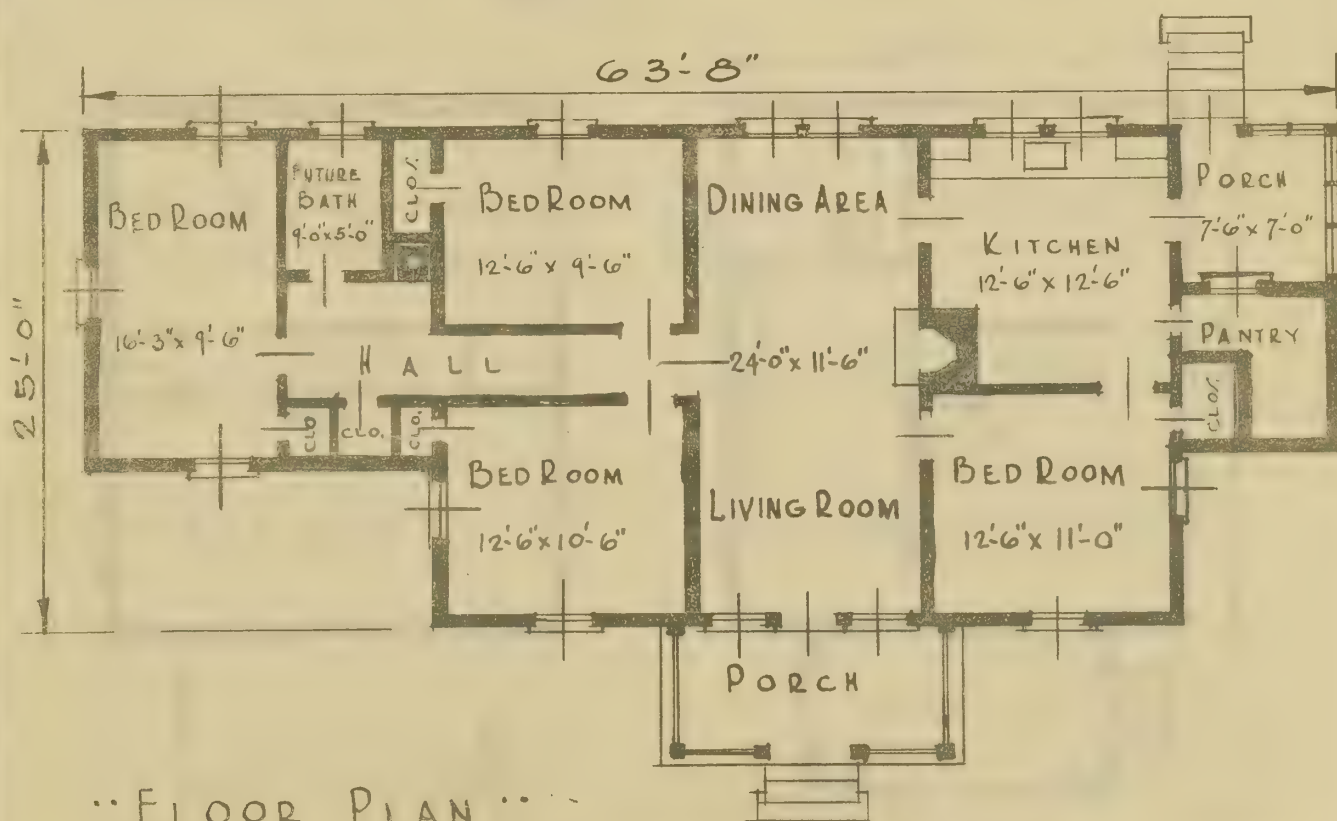 63'-8"
25'-0"
BED ROOM
16'-3" x 9'-6"
FUTURE
BATH
9'-0" x 5'-0"
CLO.
BED ROOM
12'-6" x 9'-6"
DINING AREA
24'-0" x 11'-6"
LIVING ROOM
KITCHEN
12'-6" x 12'-6"
PORCH
7'-6" x 7'-0"
PANTRY
CLO.
HALL
CLO
CLO.
CLO.
BED ROOM
12'-6" x 10'-6"
BED ROOM
12'-6" x 11'-0"
PORCH
"FLOOR PLAN"